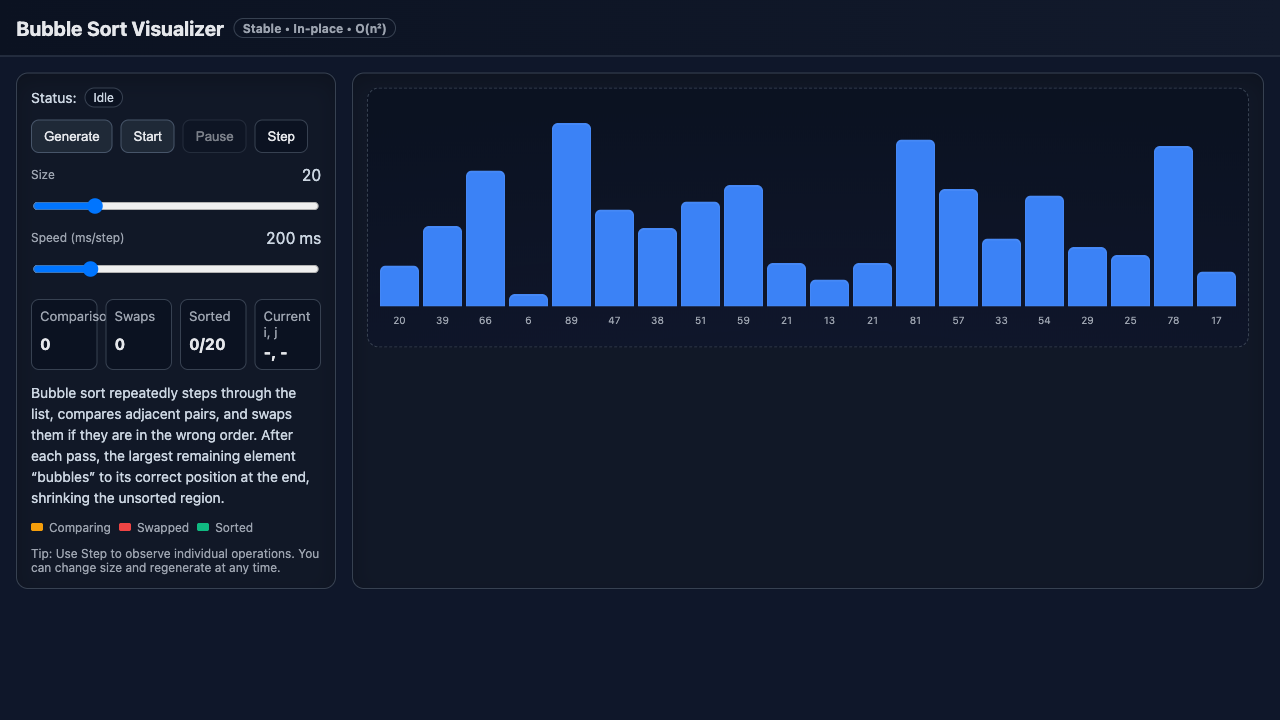 Bubble Sort Visualizer
Stable • In-place • O(n²)
Status: Idle
Generate Start Pause Step
Size 20
Speed (ms/step) 200 ms
Compariso Swaps Sorted Current
i, j
0 0 0/20 -, -
Bubble sort repeatedly steps through the
list, compares adjacent pairs, and swaps
them if they are in the wrong order. After
each pass, the largest remaining element
“bubbles” to its correct position at the end,
shrinking the unsorted region.
Comparing Swapped Sorted
Tip: Use Step to observe individual operations. You
can change size and regenerate at any time.
20 39 66 6 89 47 38 51 59 21 13 21 81 57 33 54 29 25 78 17